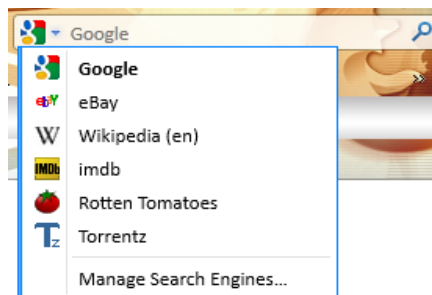 Google
Google
eBay
Wikipedia (en)
imdb
Rotten Tomatoes
Torrentz
Manage Search Engines...